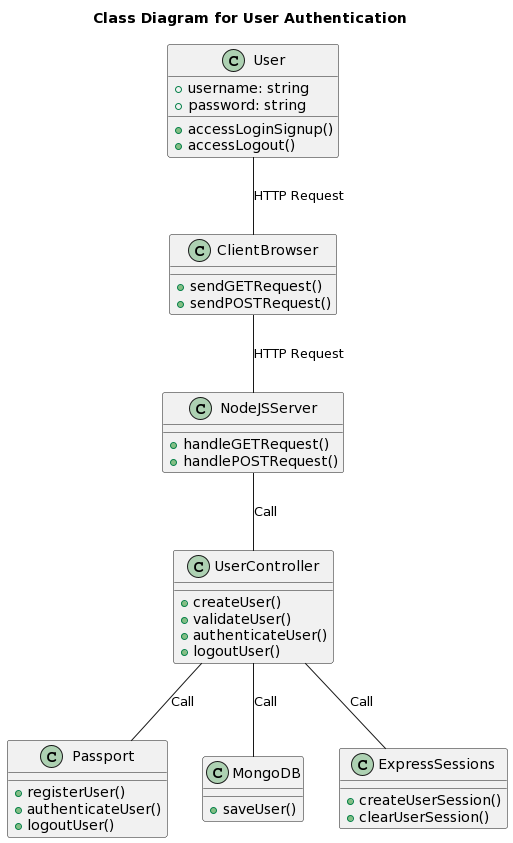 Class Diagram for User Authentication
C User
username: string
password: string
accessLoginSignup()
accessLogout()
HTTP Request
C ClientBrowser
sendGETRequest()
sendPOSTRequest()
HTTP Request
C NodeJSServer
handleGETRequest()
handlePOSTRequest()
Call
C UserController
createUser()
validateUser()
authenticateUser()
logoutUser()
Call
Call
Call
C Passport
registerUser()
authenticateUser()
logoutUser()
C MongoDB
saveUser()
C ExpressSessions
createUserSession()
clearUserSession()